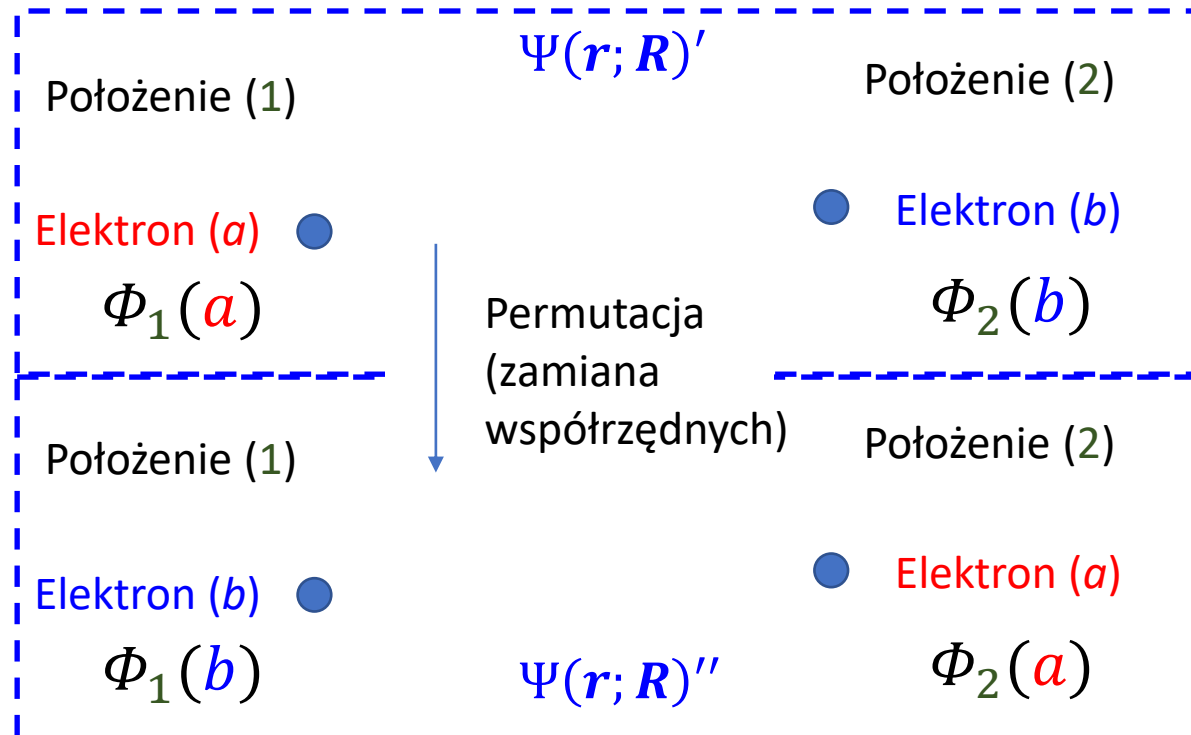 Ψ(r; R)′
Położenie (1)
Położenie (2)
Elektron (a)
Elektron (b)
Φ₁(a)
Φ₂(b)
Permutacja
(zamiana
współrzędnych)
Położenie (1)
Położenie (2)
Elektron (b)
Elektron (a)
Φ₁(b)
Ψ(r; R)′′
Φ₂(a)